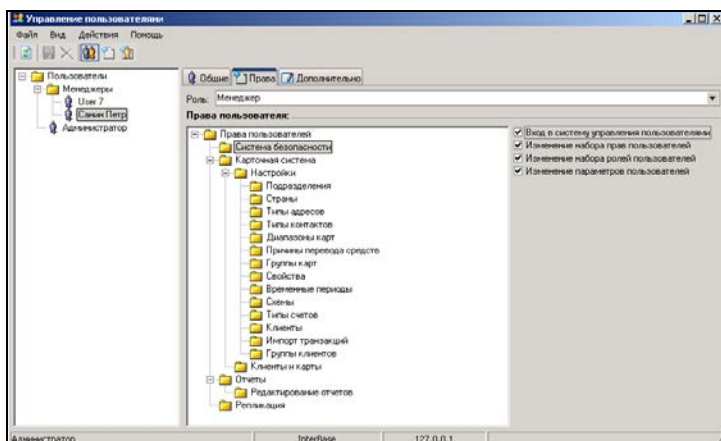 Управление пользователями
Файл Вид Действия Помощь
Пользователи
Менеджеры
User 7
Санин Петр
Администратор
Общие Права Дополнительно
Роль: Менеджер
Права пользователя:
Права пользователей
Система безопасности
Карточная система
Настройки
Подразделения
Страны
Типы адресов
Типы контактов
Диапазоны карт
Причины перевода средств
Группы карт
Свойства
Временные периоды
Схемы
Типы счетов
Клиенты
Импорт транзакций
Группы клиентов
Клиенты и карты
Отчеты
Редактирование отчетов
Репликация
Вход в систему управления пользователями
Изменение набора прав пользователей
Изменение набора ролей пользователей
Изменение параметров пользователей
Администратор InterBase 127.0.0.1